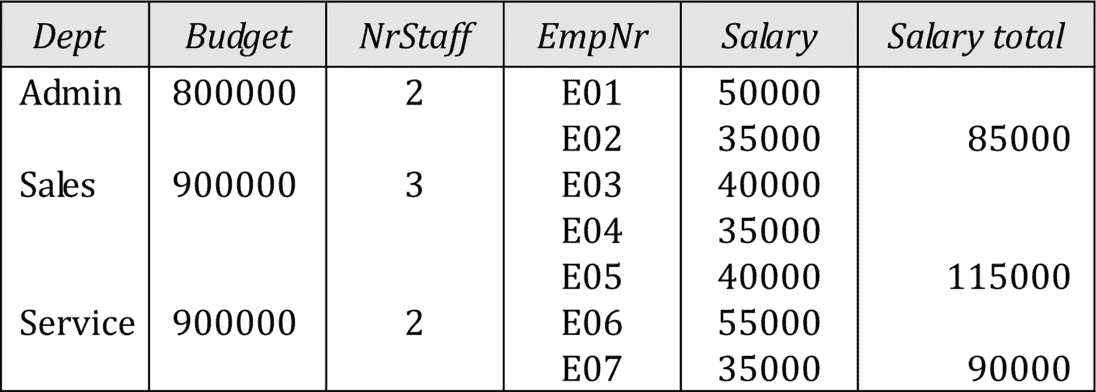 Dept Budget NrStaff EmpNr Salary Salary total
Admin 800000 2 E01 50000
E02 35000 85000
Sales 900000 3 E03 40000
E04 35000
E05 40000 115000
Service 900000 2 E06 55000
E07 35000 90000